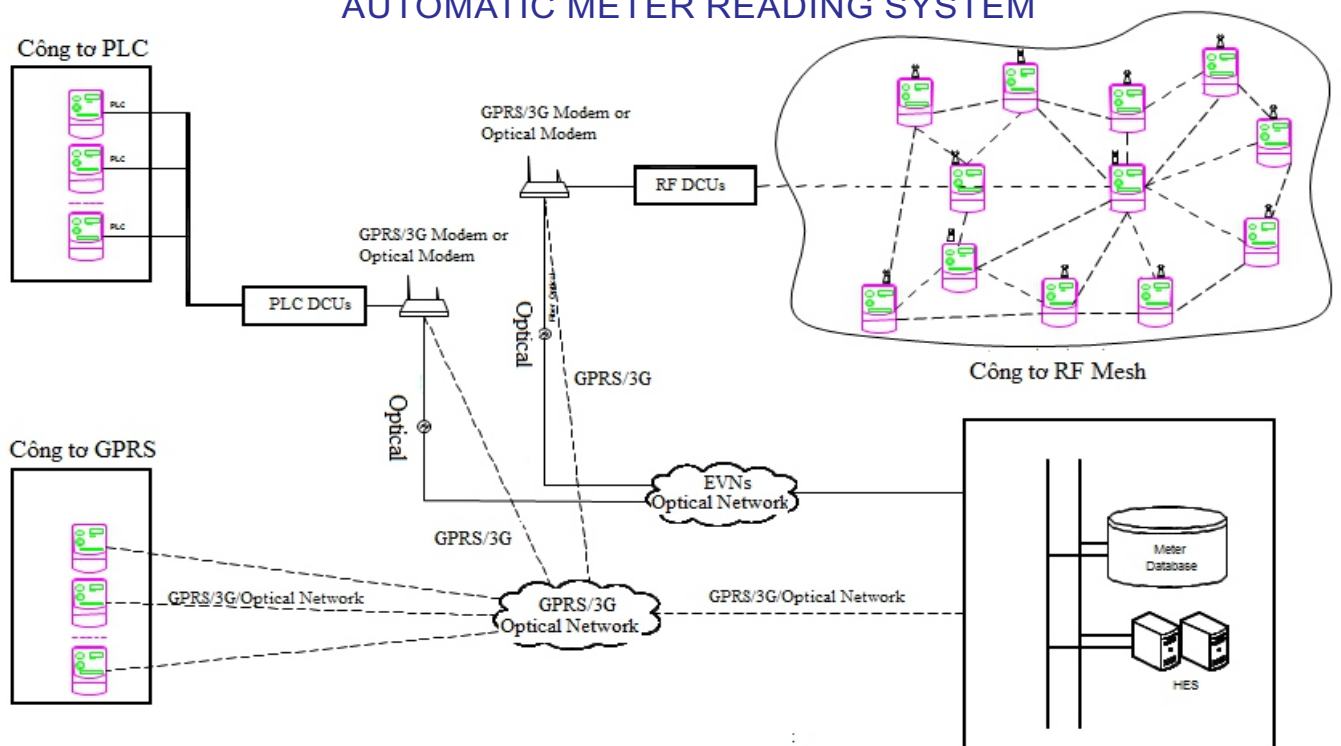 AUTOMATIC METER READING SYSTEM
Công tơ PLC
PLC
PLC
PLC
GPRS/3G Modem or
Optical Modem
PLC DCUs
GPRS/3G Modem or
Optical Modem
RF DCUs
Công tơ RF Mesh
Optical
GPRS/3G
Optical
GPRS/3G
Công tơ GPRS
GPRS/3G/Optical Network
EVNs
Optical Network
GPRS/3G
Optical Network
GPRS/3G/Optical Network
Meter
Database
HES